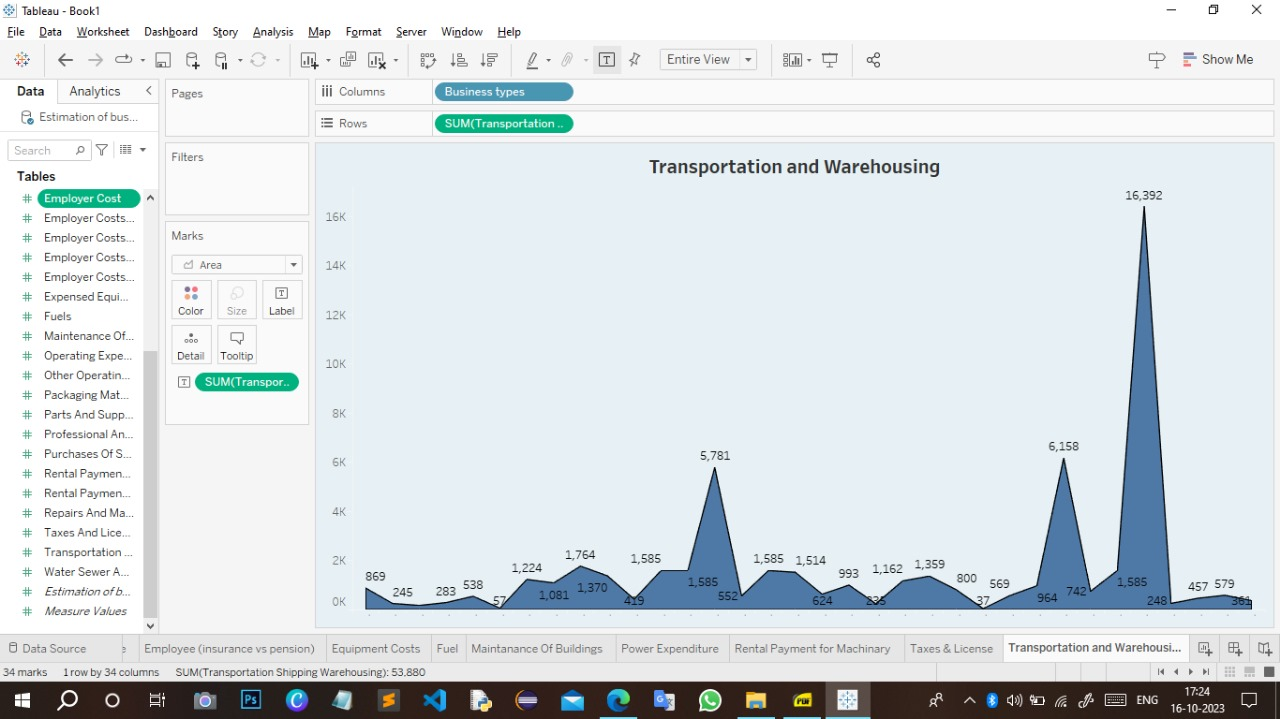 Tableau - Book1
File Data Worksheet Dashboard Story Analysis Map Format Server Window Help
Entire View
Show Me
Data Analytics
Estimation of bus...
Search
Tables
Employer Cost
Employer Costs...
Employer Costs...
Employer Costs...
Employer Costs...
Expensed Equi...
Fuels
Maintenance Of...
Operating Expe...
Other Operatin...
Packaging Mat...
Parts And Supp...
Professional An...
Purchases Of S...
Rental Paymen...
Rental Paymen...
Repairs And Ma...
Taxes And Lice...
Transportation ...
Water Sewer A...
Estimation of b...
Measure Values
Pages
Filters
Marks
Area
Color Size Label
Detail Tooltip
SUM(Transpor..
Columns Business types
Rows SUM(Transportation ..
Transportation and Warehousing
16K
14K
12K
10K
8K
6K
4K
2K
0K
869
245
283
538
57
1,224
1,081
1,764
1,370
419
1,585
1,585
5,781
552
1,585
1,514
624
993
235
1,162
1,359
800
37
569
964
6,158
742
1,585
16,392
248
457
579
361
Data Source Employee (insurance vs pension) Equipment Costs Fuel Maintanance Of Buildings Power Expenditure Rental Payment for Machinary Taxes & License Transportation and Warehousi...
34 marks 1 row by 34 columns SUM(Transportation Shipping Warehousing): 53,880
Ps
PDF
ENG
17:24
16-10-2023